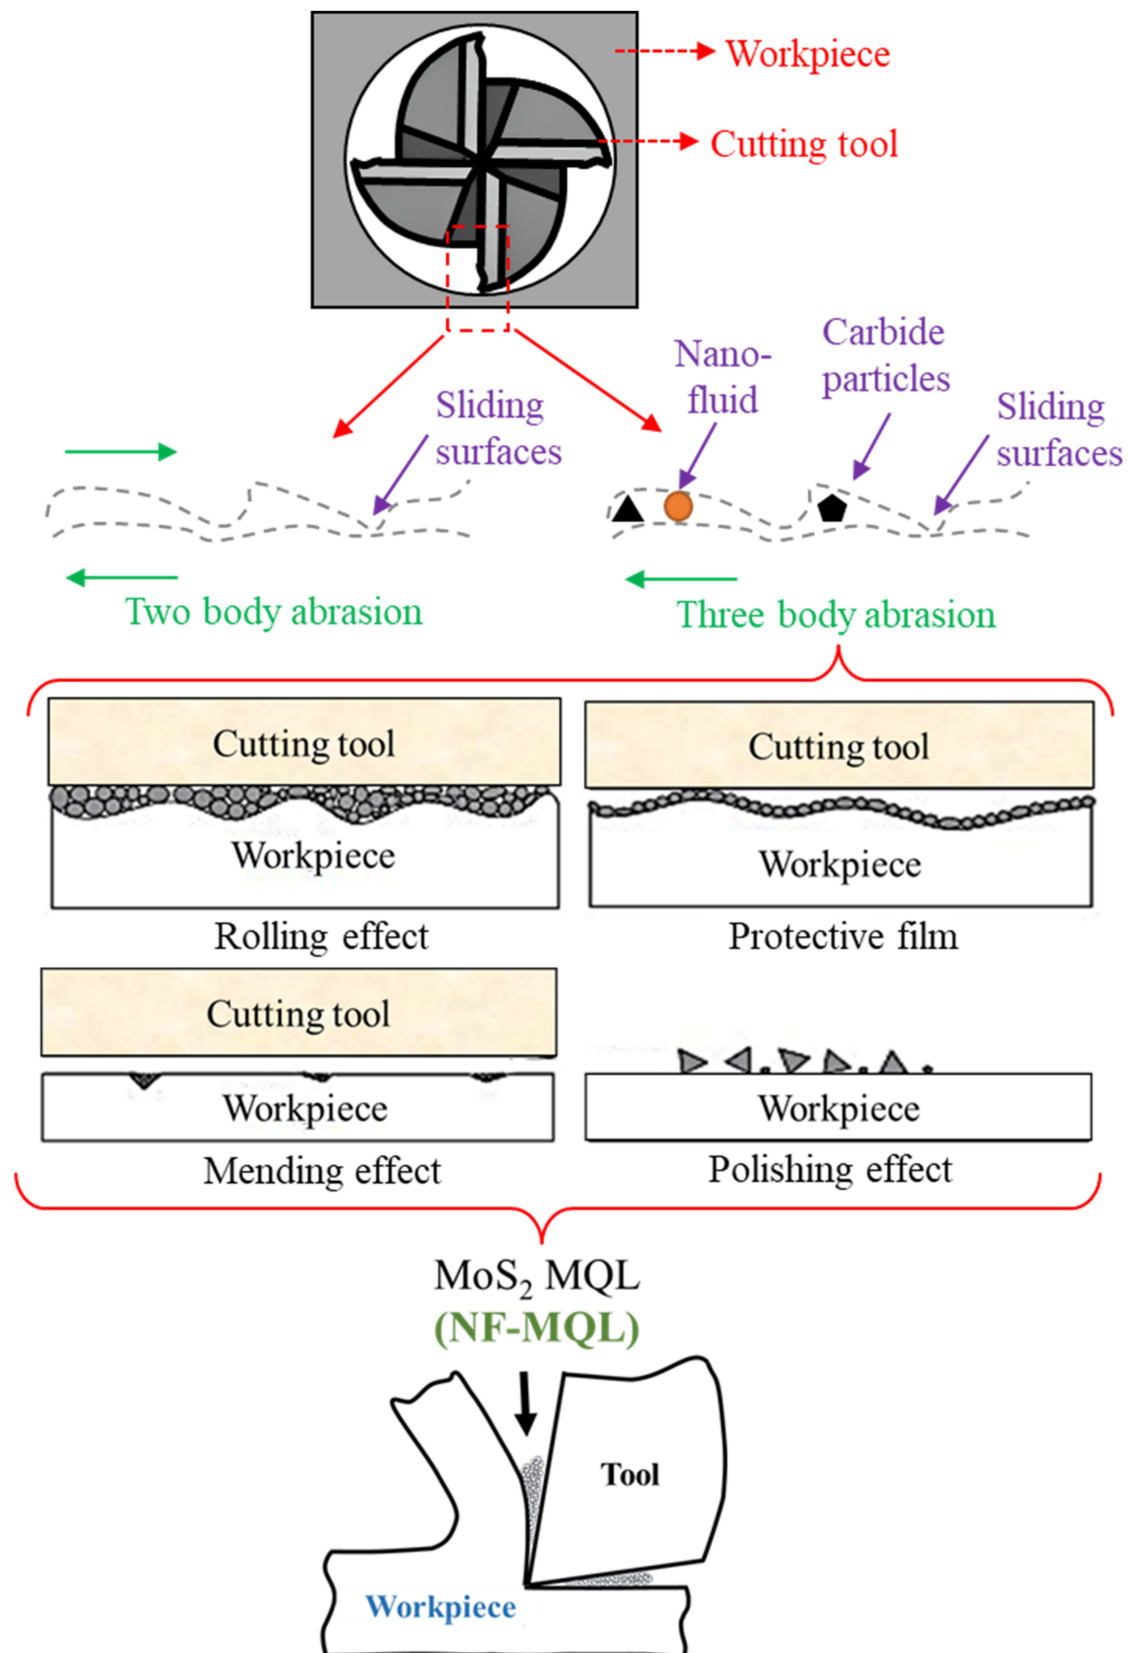 Workpiece
Cutting tool
Nano-
fluid
Carbide
particles
Sliding
surfaces
Sliding
surfaces
Two body abrasion
Three body abrasion
Cutting tool
Workpiece
Rolling effect
Cutting tool
Workpiece
Protective film
Cutting tool
Workpiece
Mending effect
Workpiece
Polishing effect
MoS₂ MQL
(NF-MQL)
Tool
Workpiece